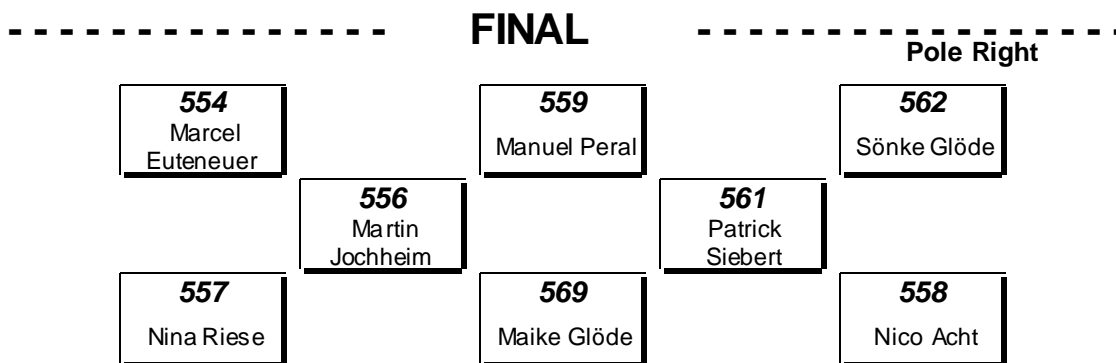 FINAL
Pole Right
554
Marcel
Euteneuer
559
Manuel Peral
562
Sönke Glöde
556
Martin
Jochheim
561
Patrick
Siebert
557
Nina Riese
569
Maike Glöde
558
Nico Acht